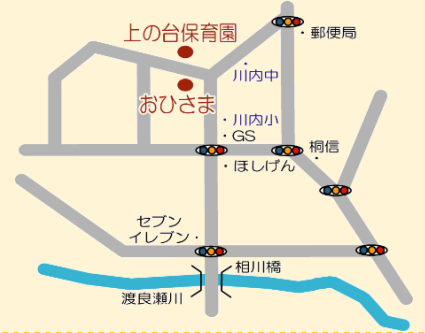 上の台保育園
・郵便局
・
川内中
おひさま
・川内小
・GS
桐信
・
・ほしげん
セブン
イレブン・
相川橋
渡良瀬川